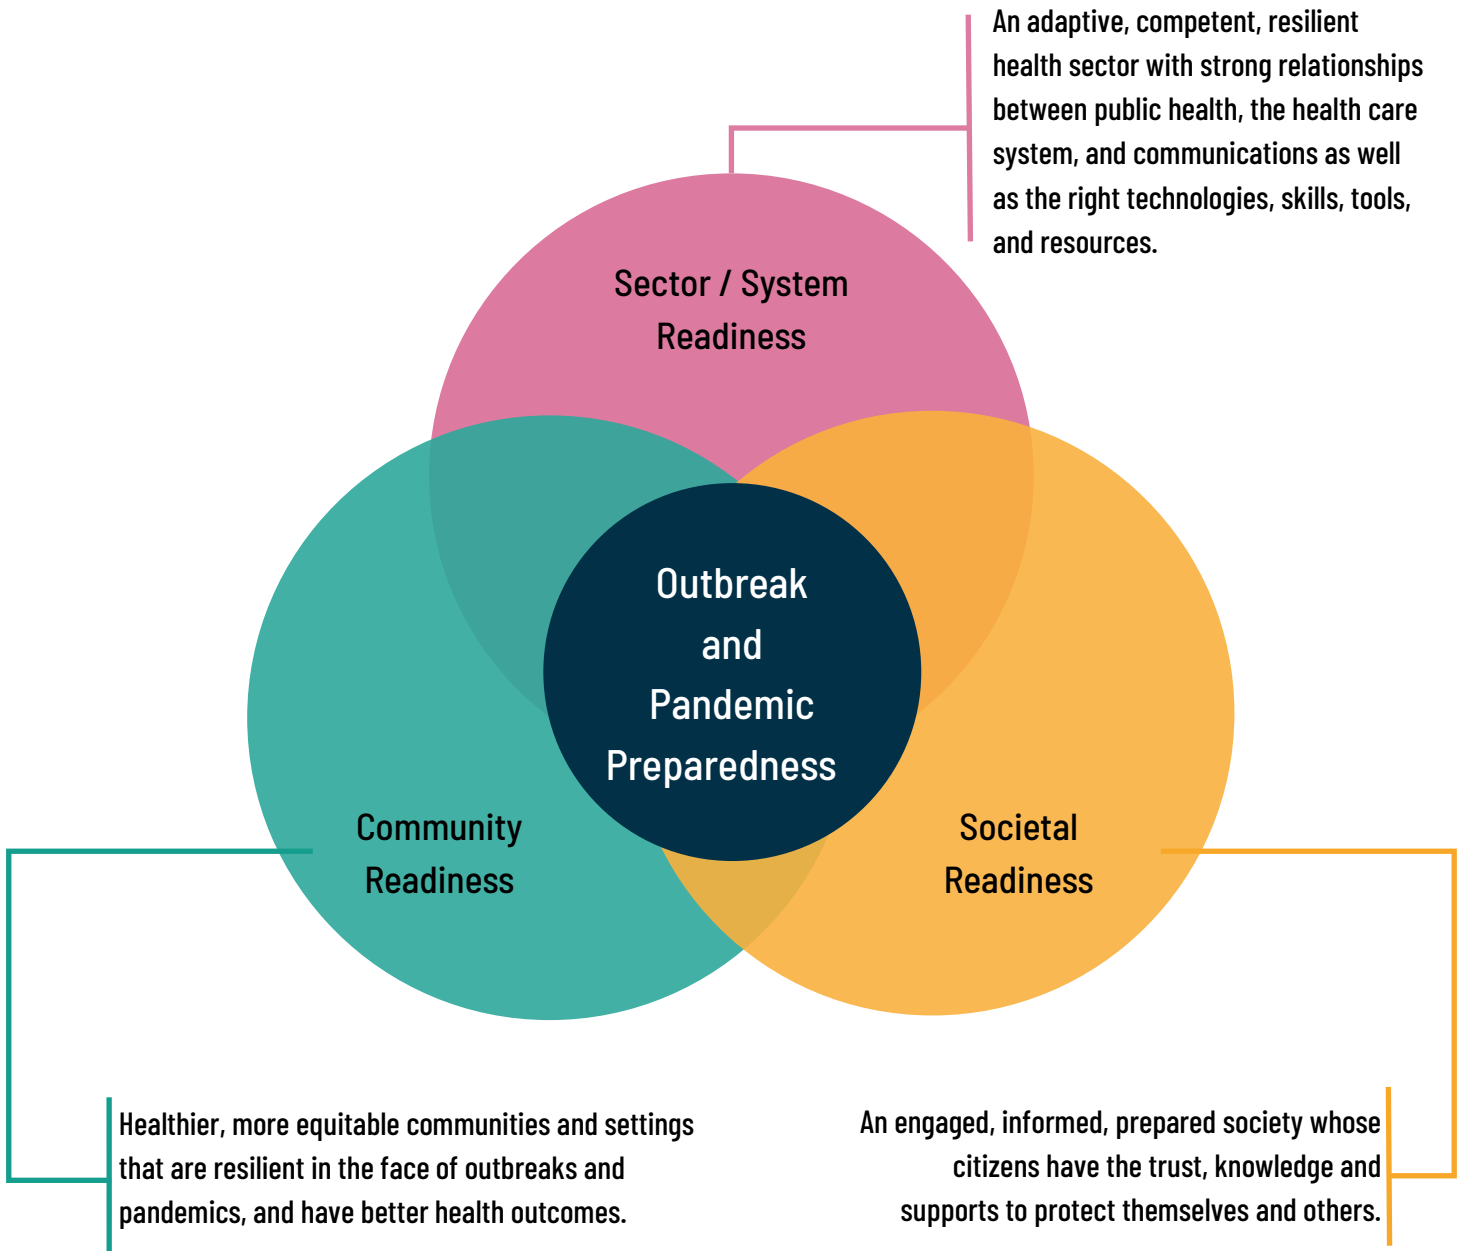 An adaptive, competent, resilient
health sector with strong relationships
between public health, the health care
system, and communications as well
as the right technologies, skills, tools,
and resources.
Sector / System
Readiness
Outbreak
and
Pandemic
Preparedness
Community
Readiness
Societal
Readiness
Healthier, more equitable communities and settings
that are resilient in the face of outbreaks and
pandemics, and have better health outcomes.
An engaged, informed, prepared society whose
citizens have the trust, knowledge and
supports to protect themselves and others.